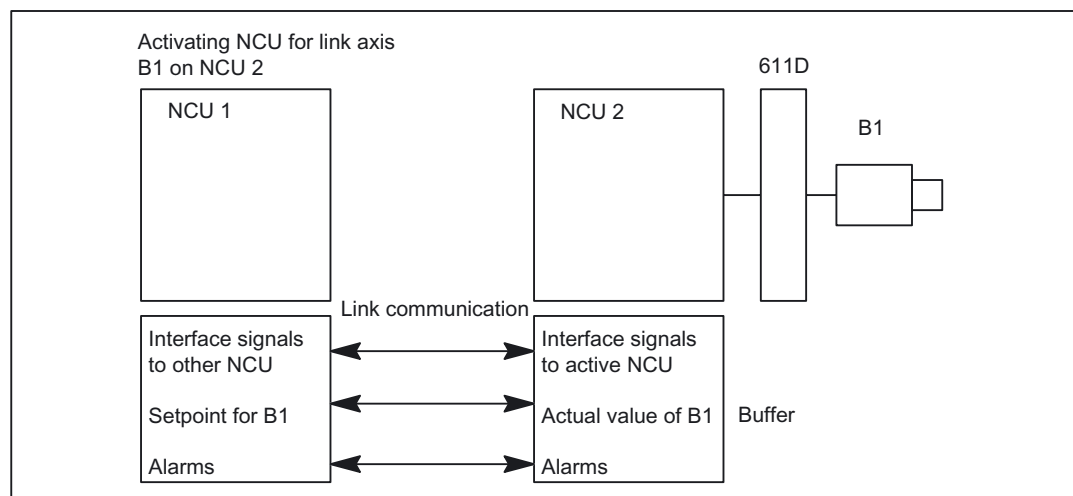 Activating NCU for link axis
B1 on NCU 2
611D
NCU 1
NCU 2
B1
Link communication
Interface signals
to other NCU
Interface signals
to active NCU
Setpoint for B1
Actual value of B1
Buffer
Alarms
Alarms